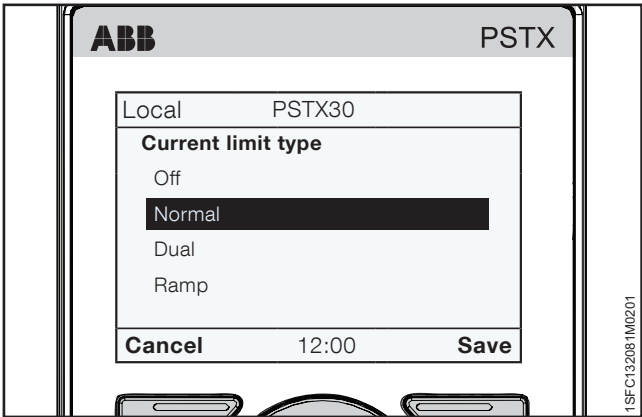 ABB PSTX
Local PSTX30
Current limit type
Off
Normal
Dual
Ramp
Cancel 12:00 Save
1SFC132081M0201